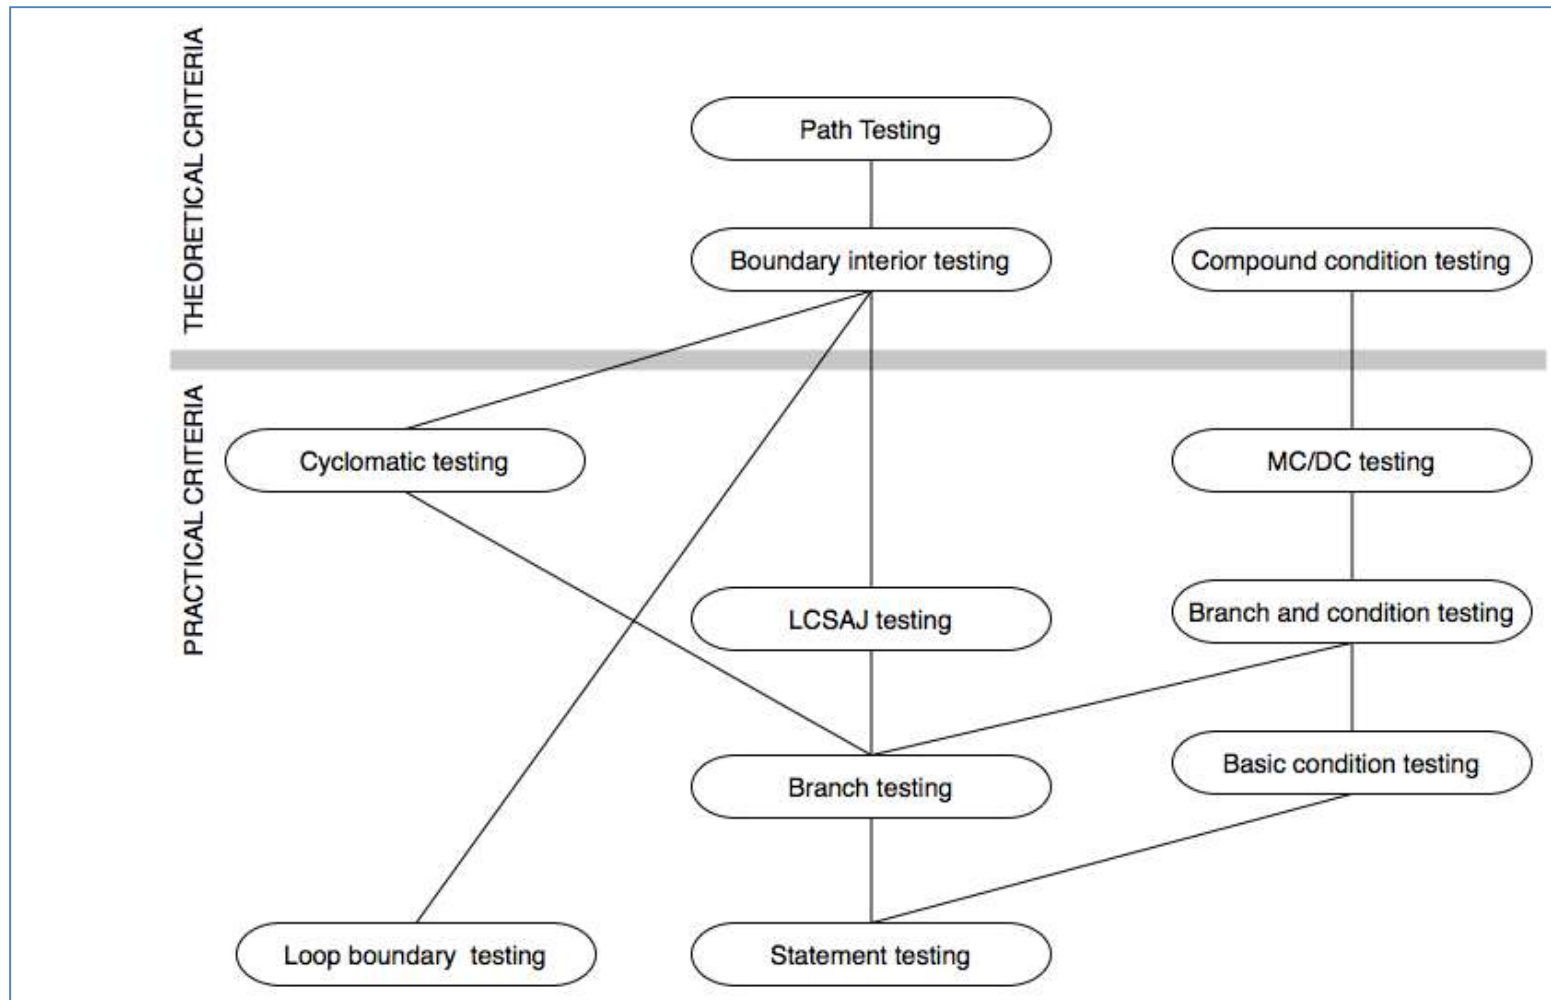 THEORETICAL CRITERIA
Path Testing
Boundary interior testing
Compound condition testing
PRACTICAL CRITERIA
Cyclomatic testing
MC/DC testing
LCSAJ testing
Branch and condition testing
Branch testing
Basic condition testing
Loop boundary testing
Statement testing